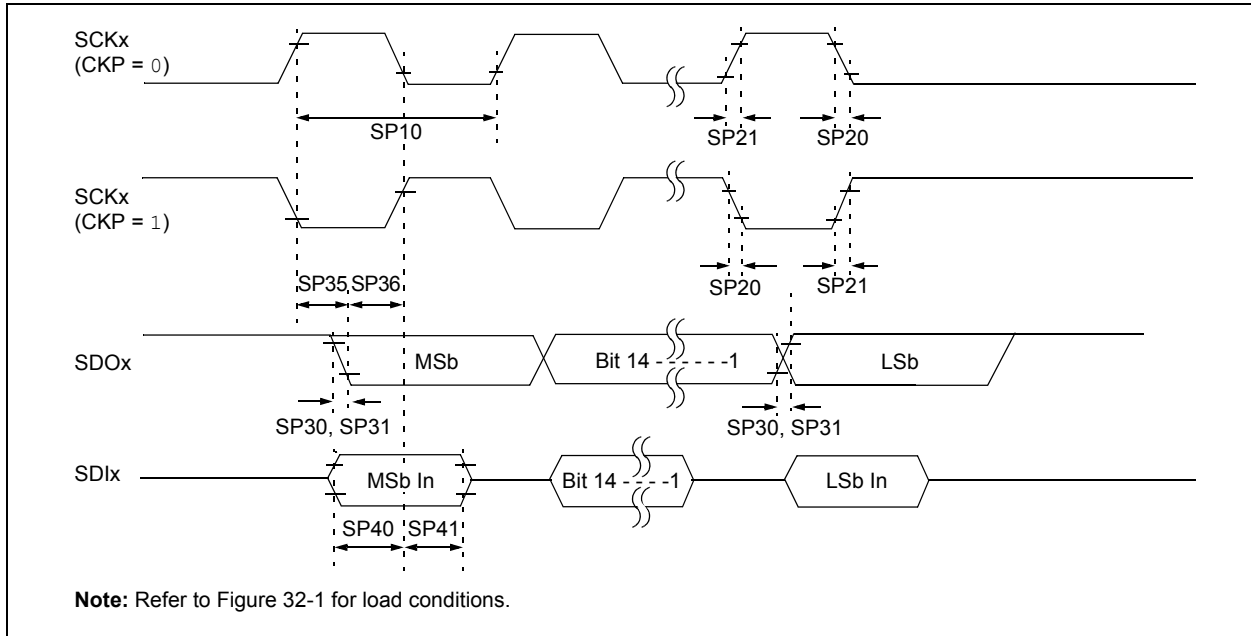 SCKx
(CKP = 0)
SP10
SP21
SP20
SCKx
(CKP = 1)
SP20
SP21
SP35
SP36
SDOx
MSb
Bit 14 - - - - - -1
LSb
SP30, SP31
SP30, SP31
SDIx
MSb In
Bit 14 - - - -1
LSb In
SP40
SP41
Note: Refer to Figure 32-1 for load conditions.